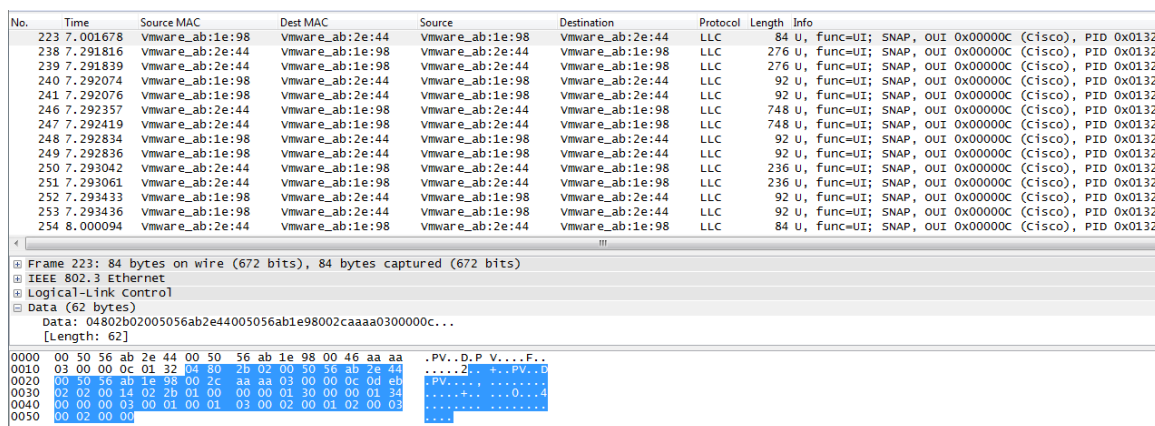 No. Time Source MAC Dest MAC Source Destination Protocol Length Info
223 7.001678 Vmware_ab:1e:98 Vmware_ab:2e:44 Vmware_ab:1e:98 Vmware_ab:2e:44 LLC 84 U, func=UI; SNAP, OUI 0x00000C (Cisco), PID 0x0132
238 7.291816 Vmware_ab:1e:98 Vmware_ab:2e:44 Vmware_ab:1e:98 Vmware_ab:2e:44 LLC 276 U, func=UI; SNAP, OUI 0x00000C (Cisco), PID 0x0132
239 7.291839 Vmware_ab:1e:98 Vmware_ab:2e:44 Vmware_ab:1e:98 Vmware_ab:2e:44 LLC 276 U, func=UI; SNAP, OUI 0x00000C (Cisco), PID 0x0132
240 7.292074 Vmware_ab:2e:44 Vmware_ab:1e:98 Vmware_ab:2e:44 Vmware_ab:1e:98 LLC 92 U, func=UI; SNAP, OUI 0x00000C (Cisco), PID 0x0132
241 7.292076 Vmware_ab:2e:44 Vmware_ab:1e:98 Vmware_ab:2e:44 Vmware_ab:1e:98 LLC 92 U, func=UI; SNAP, OUI 0x00000C (Cisco), PID 0x0132
246 7.292357 Vmware_ab:2e:44 Vmware_ab:1e:98 Vmware_ab:2e:44 Vmware_ab:1e:98 LLC 748 U, func=UI; SNAP, OUI 0x00000C (Cisco), PID 0x0132
247 7.292419 Vmware_ab:2e:44 Vmware_ab:1e:98 Vmware_ab:2e:44 Vmware_ab:1e:98 LLC 748 U, func=UI; SNAP, OUI 0x00000C (Cisco), PID 0x0132
248 7.292834 Vmware_ab:1e:98 Vmware_ab:2e:44 Vmware_ab:1e:98 Vmware_ab:2e:44 LLC 92 U, func=UI; SNAP, OUI 0x00000C (Cisco), PID 0x0132
249 7.292836 Vmware_ab:1e:98 Vmware_ab:2e:44 Vmware_ab:1e:98 Vmware_ab:2e:44 LLC 92 U, func=UI; SNAP, OUI 0x00000C (Cisco), PID 0x0132
250 7.293042 Vmware_ab:2e:44 Vmware_ab:1e:98 Vmware_ab:2e:44 Vmware_ab:1e:98 LLC 236 U, func=UI; SNAP, OUI 0x00000C (Cisco), PID 0x0132
251 7.293061 Vmware_ab:2e:44 Vmware_ab:1e:98 Vmware_ab:2e:44 Vmware_ab:1e:98 LLC 236 U, func=UI; SNAP, OUI 0x00000C (Cisco), PID 0x0132
252 7.293433 Vmware_ab:1e:98 Vmware_ab:2e:44 Vmware_ab:1e:98 Vmware_ab:2e:44 LLC 92 U, func=UI; SNAP, OUI 0x00000C (Cisco), PID 0x0132
253 7.293436 Vmware_ab:1e:98 Vmware_ab:2e:44 Vmware_ab:1e:98 Vmware_ab:2e:44 LLC 92 U, func=UI; SNAP, OUI 0x00000C (Cisco), PID 0x0132
254 8.000094 Vmware_ab:2e:44 Vmware_ab:1e:98 Vmware_ab:2e:44 Vmware_ab:1e:98 LLC 84 U, func=UI; SNAP, OUI 0x00000C (Cisco), PID 0x0132
Frame 223: 84 bytes on wire (672 bits), 84 bytes captured (672 bits)
IEEE 802.3 Ethernet
Logical-Link Control
Data (62 bytes)
Data: 04802b02005056ab2e44005056ab1e98002caaaa0300000c...
[Length: 62]
0000 00 50 56 ab 2e 44 00 50 56 ab 1e 98 00 46 aa aa .PV..D.P V....F..
0010 03 00 00 0c 01 32 04 80 2b 02 00 50 56 ab 2e 44 .....2.. +..PV..D
0020 00 50 56 ab 1e 98 00 2c aa aa 03 00 00 0c 0d eb .PV...., ........
0030 02 02 00 14 02 2b 01 00 00 00 01 30 00 00 01 34 .....+.. ...0...4
0040 00 00 00 03 00 01 00 01 03 00 02 00 01 02 00 03 ........ ........
0050 00 02 00 00 ....